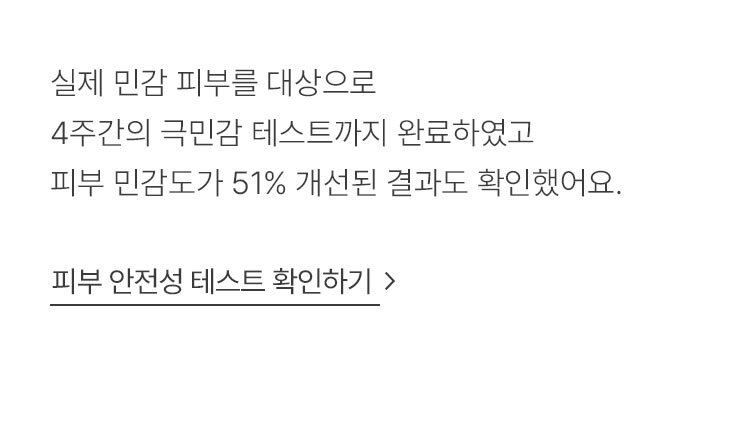 실제 민감 피부를 대상으로
4주간의 극민감 테스트까지 완료하였고
피부 민감도가 51% 개선된 결과도 확인했어요.
피부 안전성 테스트 확인하기 >